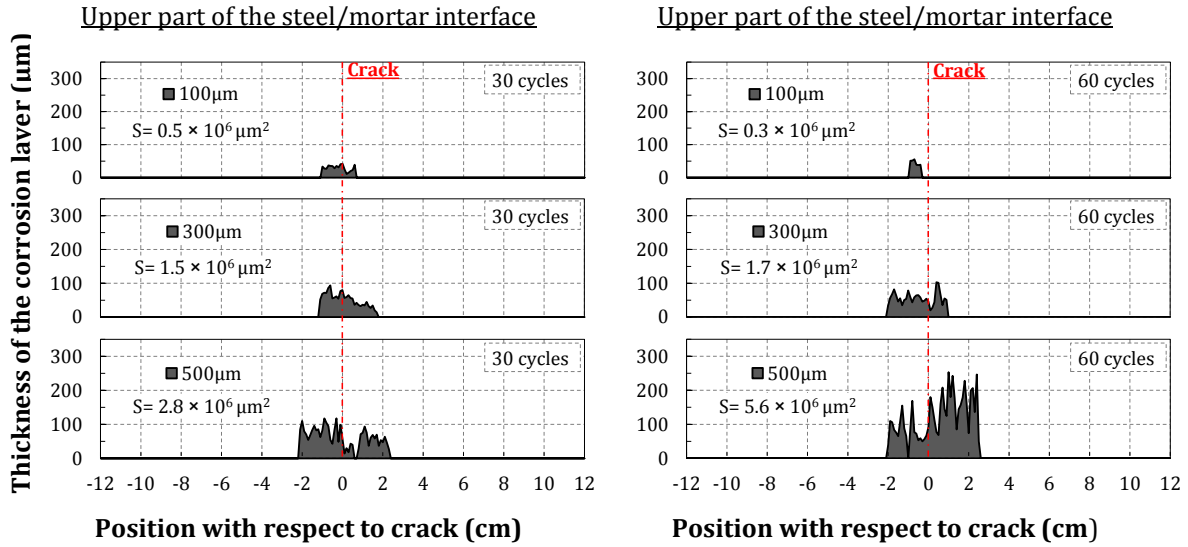 Upper part of the steel/mortar interface
Upper part of the steel/mortar interface
Thickness of the corrosion layer (µm)
300
200
100
0
Crack
30 cycles
100µm
S= 0.5 × 10⁶ µm²
300
200
100
0
30 cycles
300µm
S= 1.5 × 10⁶ µm²
300
200
100
0
30 cycles
500µm
S= 2.8 × 10⁶ µm²
-12 -10 -8 -6 -4 -2 0 2 4 6 8 10 12
Position with respect to crack (cm)
300
200
100
0
Crack
60 cycles
100µm
S= 0.3 × 10⁶ µm²
300
200
100
0
60 cycles
300µm
S= 1.7 × 10⁶ µm²
300
200
100
0
60 cycles
500µm
S= 5.6 × 10⁶ µm²
-12 -10 -8 -6 -4 -2 0 2 4 6 8 10 12
Position with respect to crack (cm)